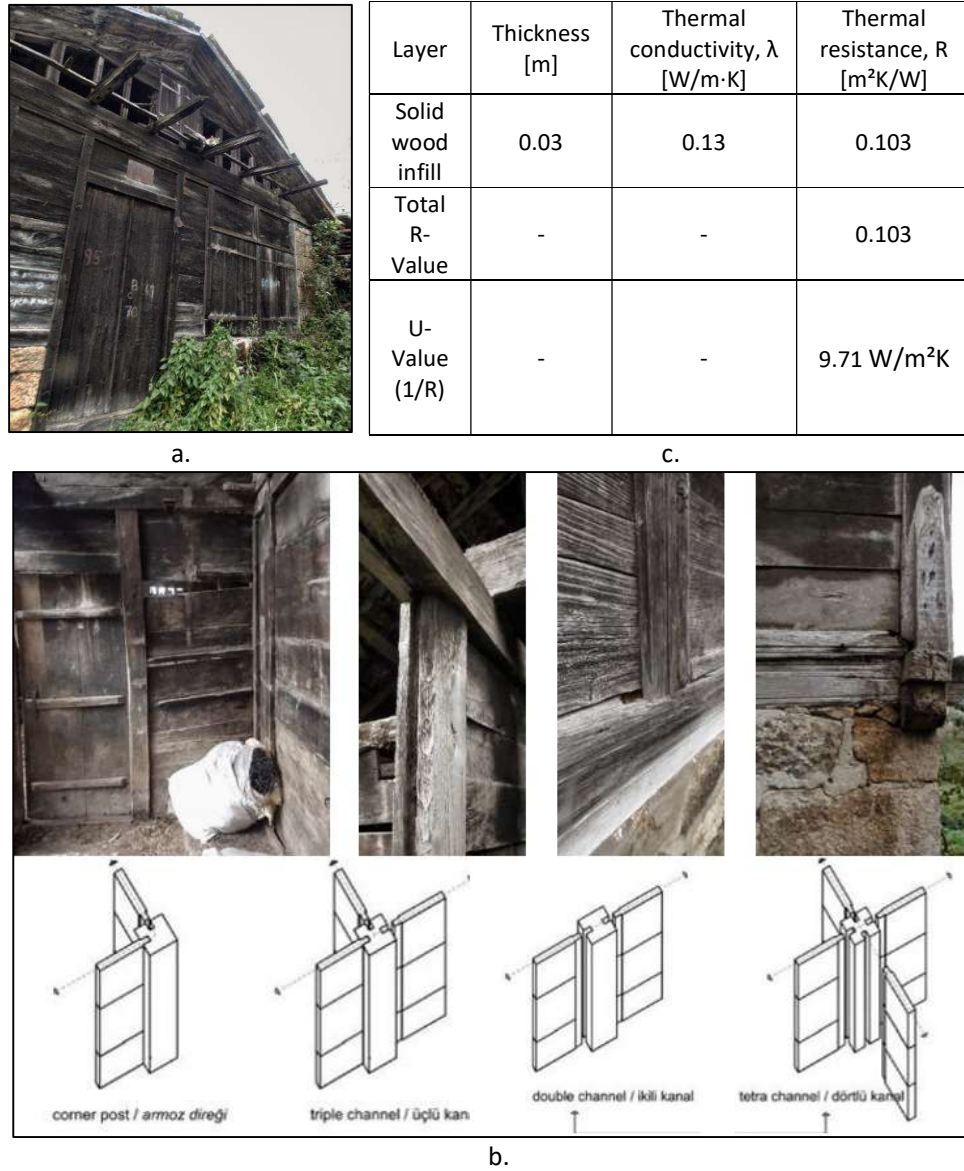 Layer
Thickness
[m]
Thermal
conductivity, λ
[W/m·K]
Thermal
resistance, R
[m²K/W]
Solid
wood
infill
0.03
0.13
0.103
Total
R-
Value
-
-
0.103
U-
Value
(1/R)
-
-
9.71 W/m²K
95
70
a.
c.
corner post / armoz direği
triple channel / üçlü kan
double channel / ikili kanal
tetra channel / dörtlü kanal
b.